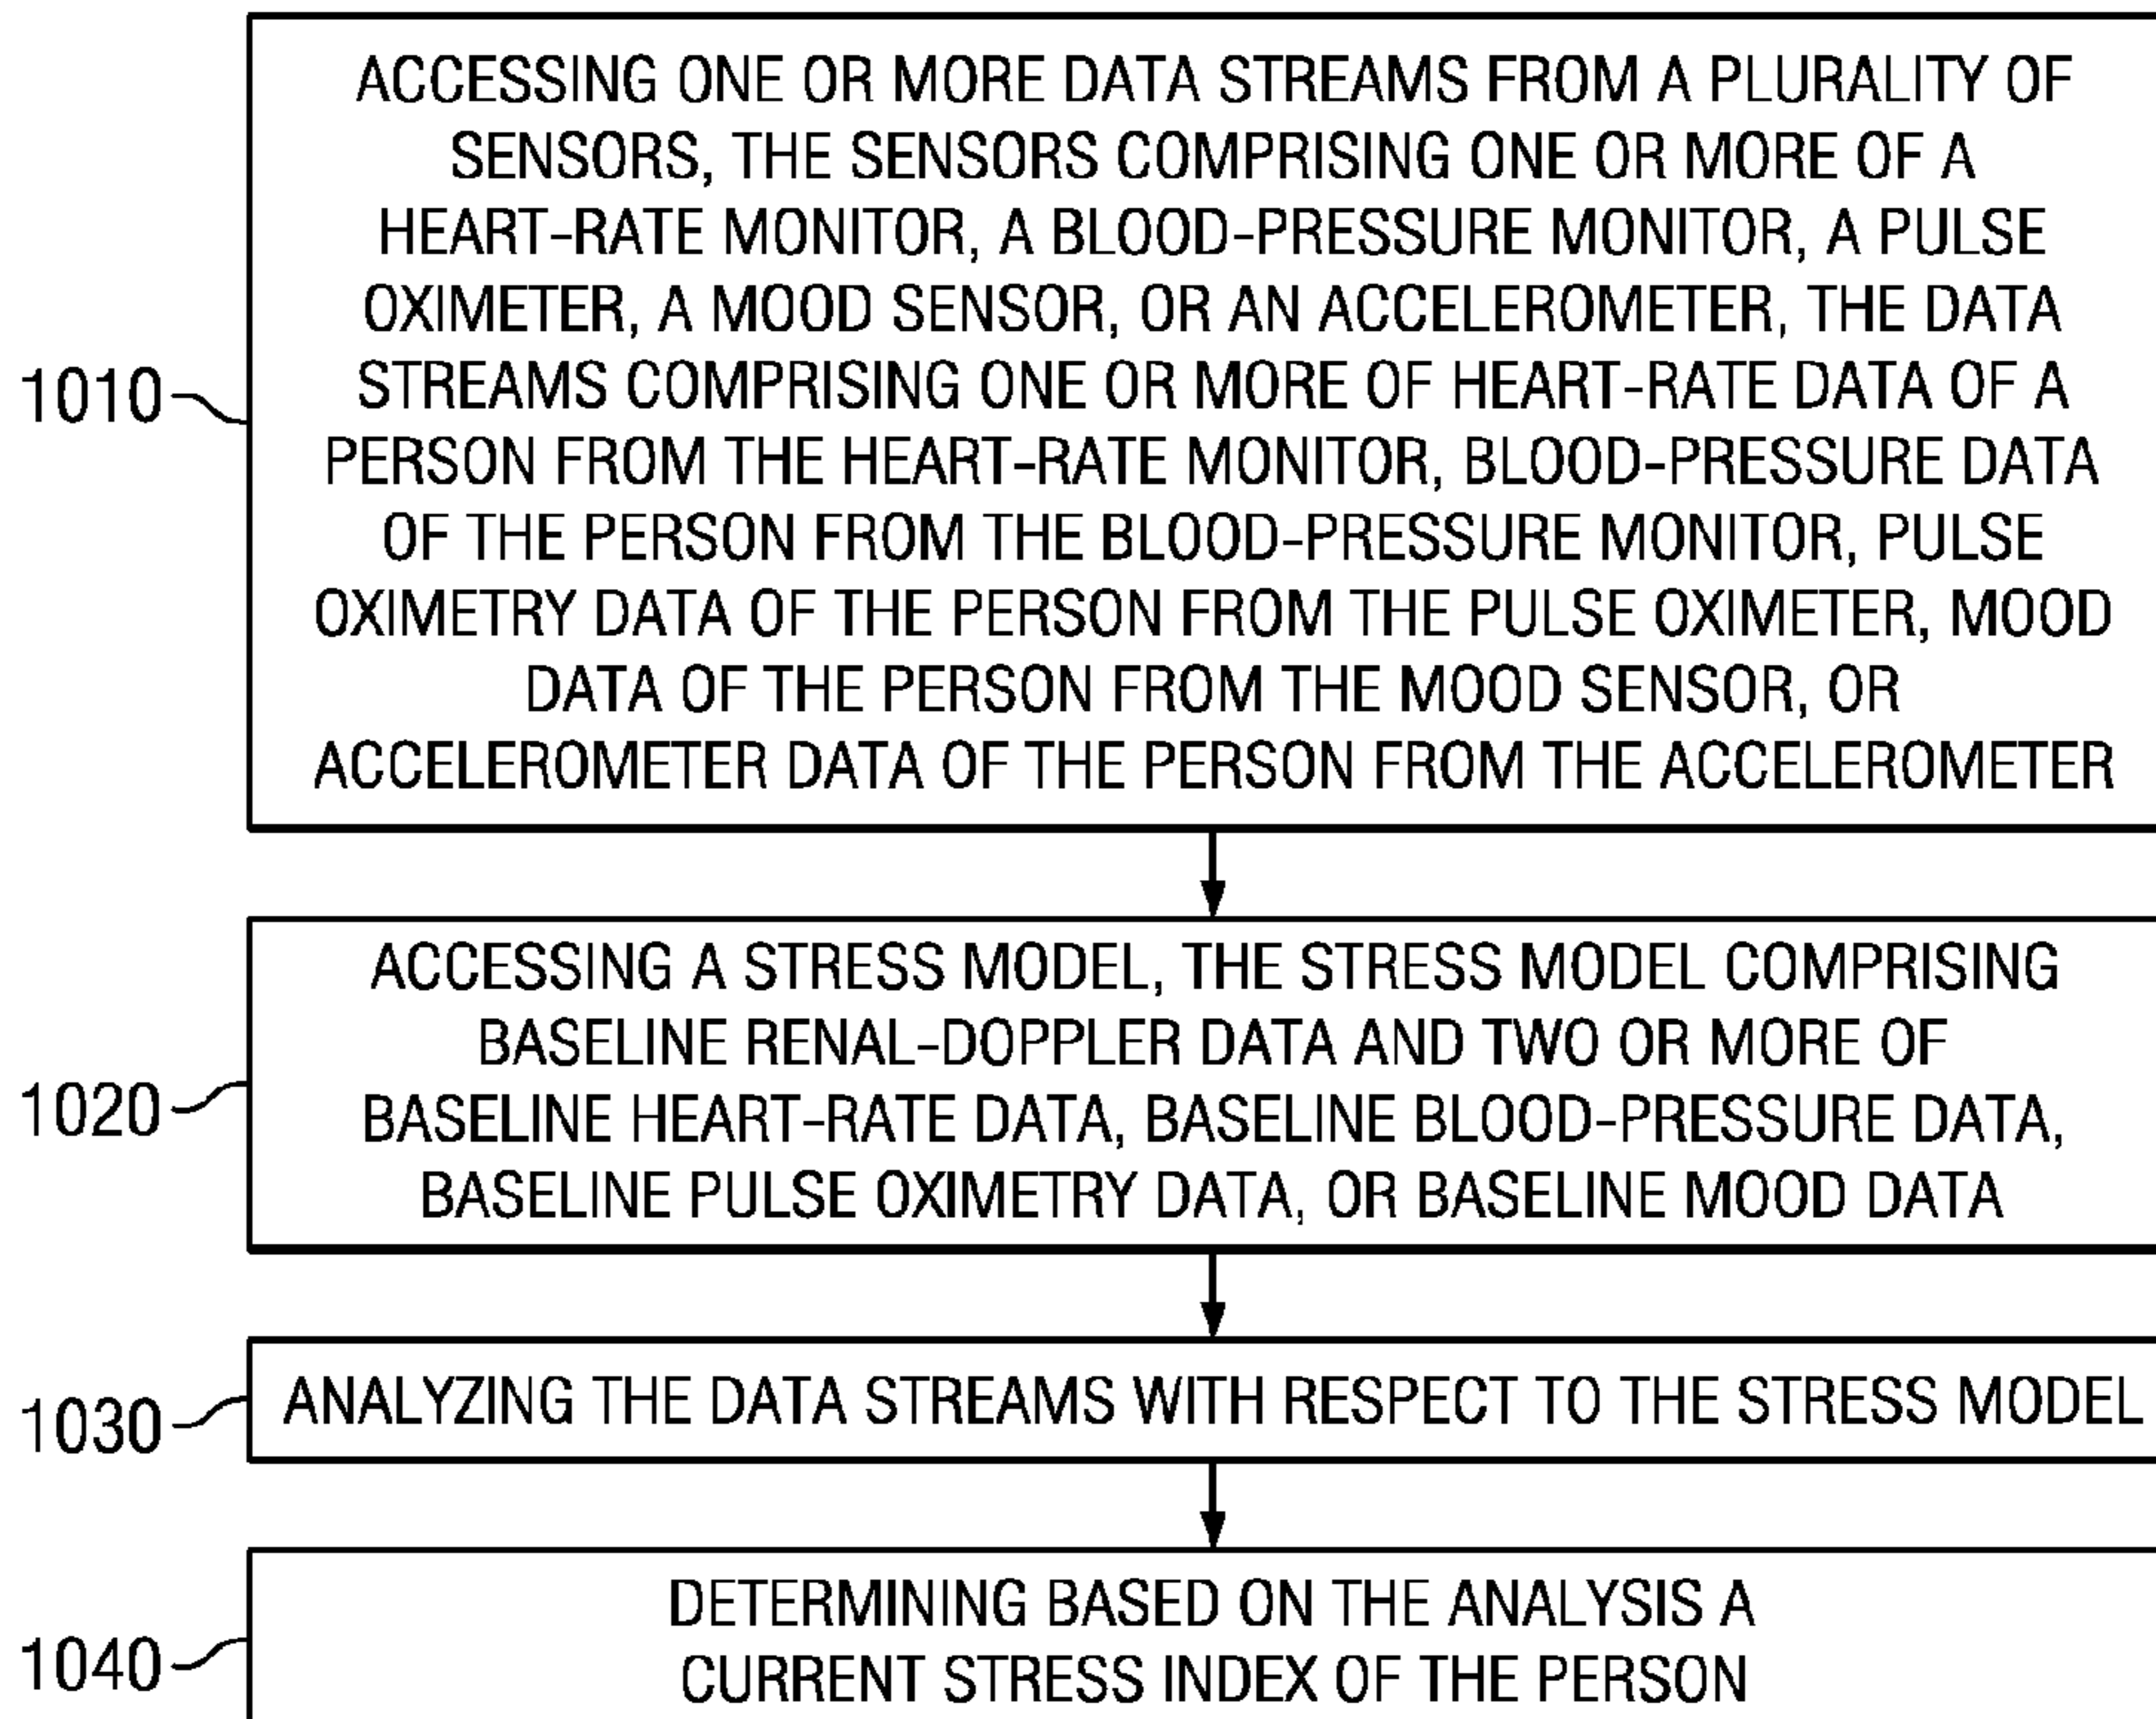 ACCESSING ONE OR MORE DATA STREAMS FROM A PLURALITY OF
SENSORS, THE SENSORS COMPRISING ONE OR MORE OF A
HEART-RATE MONITOR, A BLOOD-PRESSURE MONITOR, A PULSE
OXIMETER, A MOOD SENSOR, OR AN ACCELEROMETER, THE DATA
STREAMS COMPRISING ONE OR MORE OF HEART-RATE DATA OF A
PERSON FROM THE HEART-RATE MONITOR, BLOOD-PRESSURE DATA
OF THE PERSON FROM THE BLOOD-PRESSURE MONITOR, PULSE
OXIMETRY DATA OF THE PERSON FROM THE PULSE OXIMETER, MOOD
DATA OF THE PERSON FROM THE MOOD SENSOR, OR
ACCELEROMETER DATA OF THE PERSON FROM THE ACCELEROMETER
1010
ACCESSING A STRESS MODEL, THE STRESS MODEL COMPRISING
BASELINE RENAL-DOPPLER DATA AND TWO OR MORE OF
BASELINE HEART-RATE DATA, BASELINE BLOOD-PRESSURE DATA,
BASELINE PULSE OXIMETRY DATA, OR BASELINE MOOD DATA
1020
ANALYZING THE DATA STREAMS WITH RESPECT TO THE STRESS MODEL
1030
DETERMINING BASED ON THE ANALYSIS A
CURRENT STRESS INDEX OF THE PERSON
1040